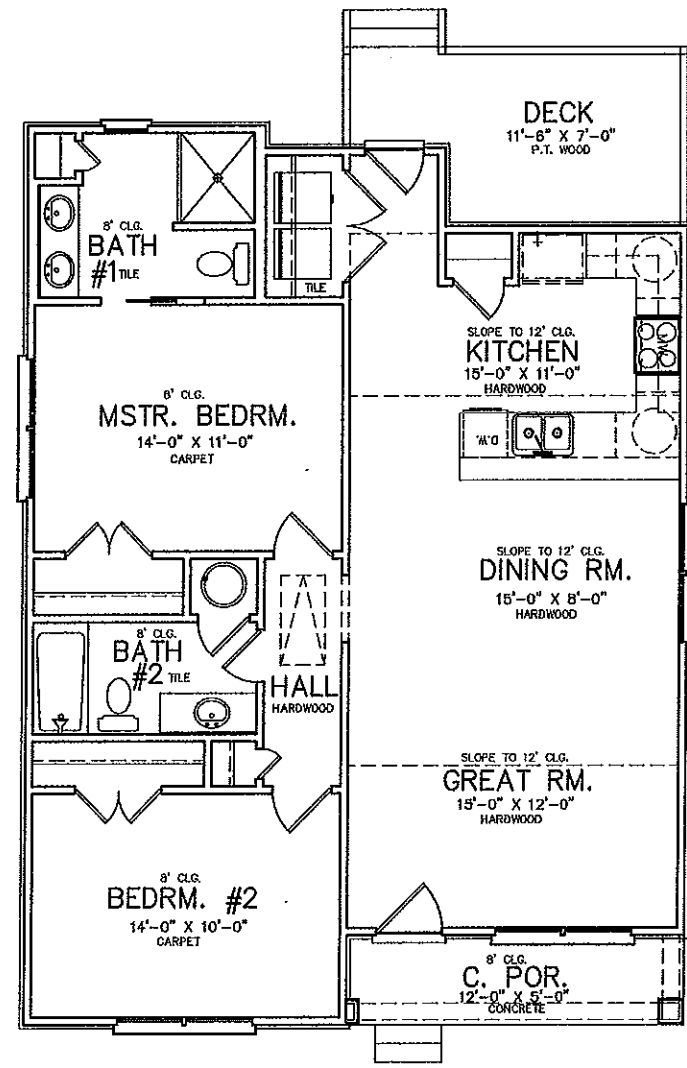 DECK
11'-6" X 7'-0"
P.T. WOOD
8' CLG.
BATH
#1 TILE
TILE
SLOPE TO 12' CLG.
KITCHEN
15'-0" X 11'-0"
HARDWOOD
8' CLG.
MSTR. BEDRM.
14'-0" X 11'-0"
CARPET
D.W.
SLOPE TO 12' CLG.
DINING RM.
15'-0" X 8'-0"
HARDWOOD
8' CLG.
BATH
#2 TILE
HALL
HARDWOOD
SLOPE TO 12' CLG.
GREAT RM.
15'-0" X 12'-0"
HARDWOOD
8' CLG.
BEDRM. #2
14'-0" X 10'-0"
CARPET
8' CLG.
C. POR.
12'-0" X 5'-0"
CONCRETE